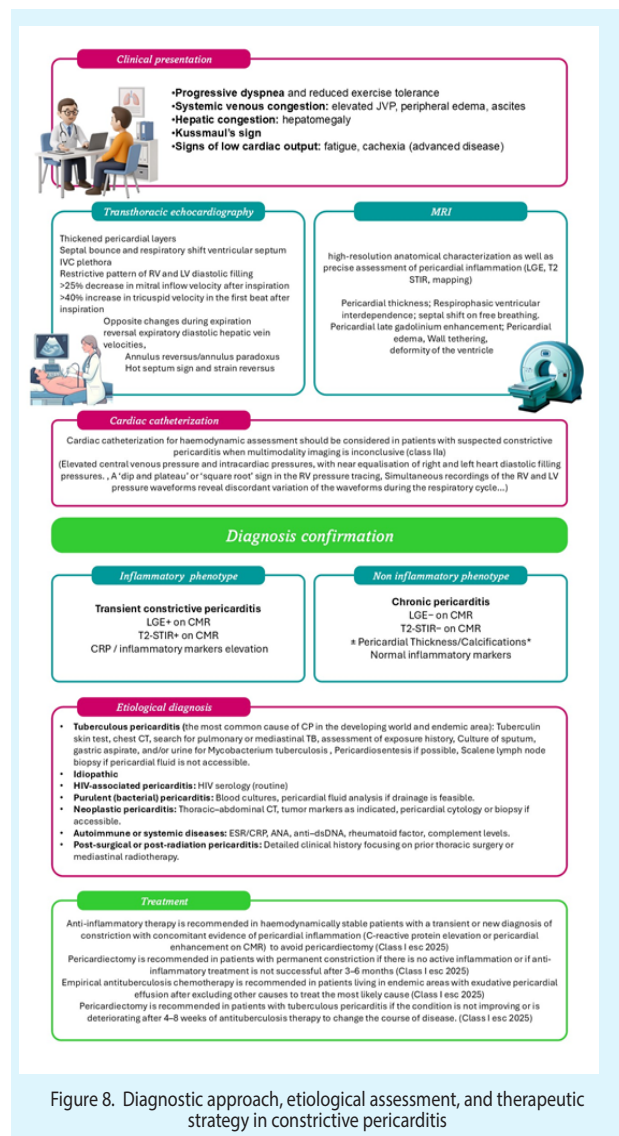 Clinical presentation
•Progressive dyspnea and reduced exercise tolerance
•Systemic venous congestion: elevated JVP, peripheral edema, ascites
•Hepatic congestion: hepatomegaly
•Kussmaul's sign
•Signs of low cardiac output: fatigue, cachexia (advanced disease)
Transthoracic echocardiography
Thickened pericardial layers
Septal bounce and respiratory shift ventricular septum
IVC plethora
Restrictive pattern of RV and LV diastolic filling
>25% decrease in mitral inflow velocity after inspiration
>40% increase in tricuspid velocity in the first beat after
inspiration
Opposite changes during expiration
reversal expiratory diastolic hepatic vein
velocities,
Annulus reversus/annulus paradoxus
Hot septum sign and strain reversus
MRI
high-resolution anatomical characterization as well as
precise assessment of pericardial inflammation (LGE, T2
STIR, mapping)
Pericardial thickness; Respirophasic ventricular
interdependence; septal shift on free breathing.
Pericardial late gadolinium enhancement; Pericardial
edema, Wall tethering,
deformity of the ventricle
Cardiac catheterization
Cardiac catheterization for haemodynamic assessment should be considered in patients with suspected constrictive
pericarditis when multimodality imaging is inconclusive (class IIa)
(Elevated central venous pressure and intracardiac pressures, with near equalisation of right and left heart diastolic filling
pressures. , A 'dip and plateau' or 'square root' sign in the RV pressure tracing, Simultaneous recordings of the RV and LV
pressure waveforms reveal discordant variation of the waveforms during the respiratory cycle...)
Diagnosis confirmation
Inflammatory phenotype
Transient constrictive pericarditis
LGE+ on CMR
T2-STIR+ on CMR
CRP / inflammatory markers elevation
Non inflammatory phenotype
Chronic pericarditis
LGE− on CMR
T2-STIR− on CMR
± Pericardial Thickness/Calcifications*
Normal inflammatory markers
Etiological diagnosis
• Tuberculous pericarditis (the most common cause of CP in the developing world and endemic area): Tuberculin
skin test, chest CT, search for pulmonary or mediastinal TB, assessment of exposure history, Culture of sputum,
gastric aspirate, and/or urine for Mycobacterium tuberculosis , Pericardiosentesis if possible, Scalene lymph node
biopsy if pericardial fluid is not accessible.
• Idiopathic
• HIV-associated pericarditis: HIV serology (routine)
• Purulent (bacterial) pericarditis: Blood cultures, pericardial fluid analysis if drainage is feasible.
• Neoplastic pericarditis: Thoracic–abdominal CT, tumor markers as indicated, pericardial cytology or biopsy if
accessible.
• Autoimmune or systemic diseases: ESR/CRP, ANA, anti–dsDNA, rheumatoid factor, complement levels.
• Post-surgical or post-radiation pericarditis: Detailed clinical history focusing on prior thoracic surgery or
mediastinal radiotherapy.
Treatment
Anti-inflammatory therapy is recommended in haemodynamically stable patients with a transient or new diagnosis of
constriction with concomitant evidence of pericardial inflammation (C-reactive protein elevation or pericardial
enhancement on CMR) to avoid pericardiectomy (Class I esc 2025)
Pericardiectomy is recommended in patients with permanent constriction if there is no active inflammation or if anti-
inflammatory treatment is not successful after 3–6 months (Class I esc 2025)
Empirical antituberculosis chemotherapy is recommended in patients living in endemic areas with exudative pericardial
effusion after excluding other causes to treat the most likely cause (Class I esc 2025)
Pericardiectomy is recommended in patients with tuberculous pericarditis if the condition is not improving or is
deteriorating after 4–8 weeks of antituberculosis therapy to change the course of disease. (Class I esc 2025)
Figure 8. Diagnostic approach, etiological assessment, and therapeutic
strategy in constrictive pericarditis